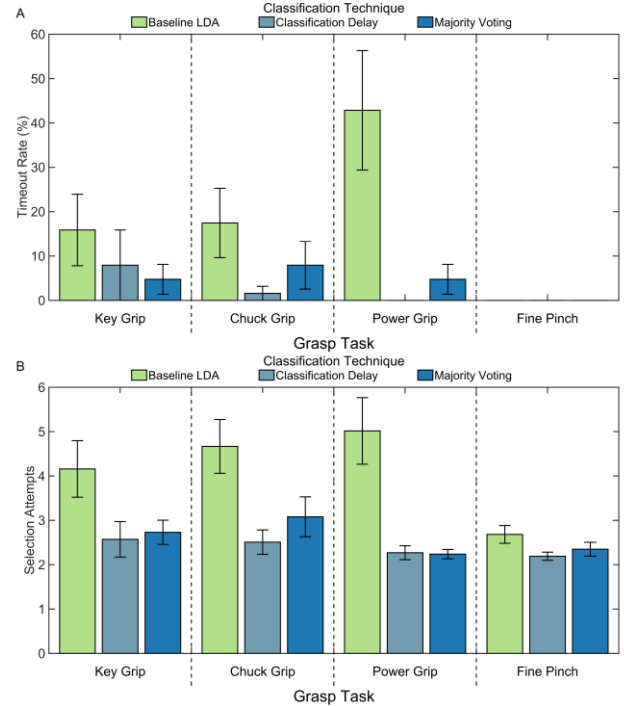 A
Classification Technique
Baseline LDA Classification Delay Majority Voting
60
50
40
30
20
10
0
Timeout Rate (%)
Key Grip Chuck Grip Power Grip Fine Pinch
Grasp Task
B
Classification Technique
Baseline LDA Classification Delay Majority Voting
6
5
4
3
2
1
0
Selection Attempts
Key Grip Chuck Grip Power Grip Fine Pinch
Grasp Task